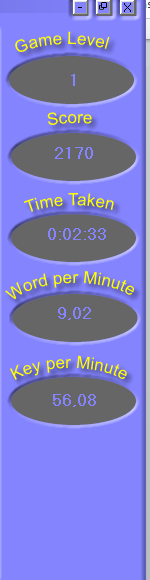 Game Level
1
Score
2170
Time Taken
0:02:33
Word per Minute
9,02
Key per Minute
56,08